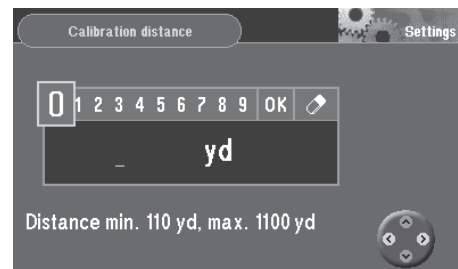 Calibration distance
Settings
0 1 2 3 4 5 6 7 8 9 OK
_ yd
Distance min. 110 yd, max. 1100 yd